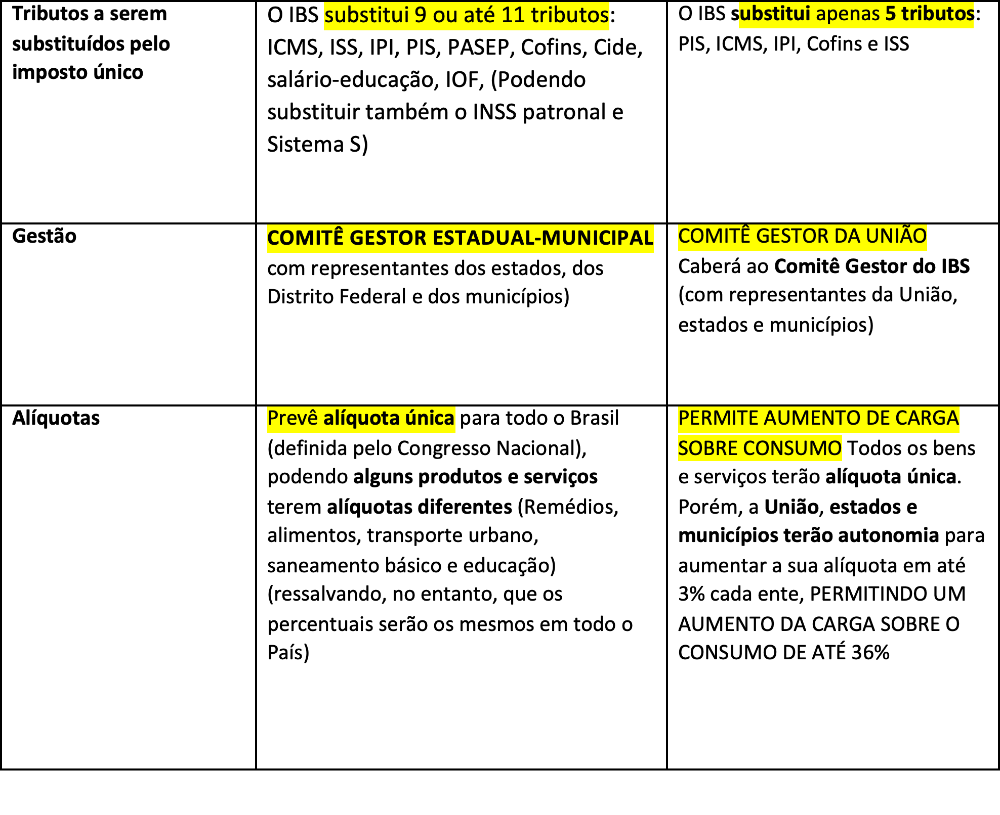 Tributos a serem
substituídos pelo
imposto único
O IBS substitui 9 ou até 11 tributos:
ICMS, ISS, IPI, PIS, PASEP, Cofins, Cide,
salário-educação, IOF, (Podendo
substituir também o INSS patronal e
Sistema S)
O IBS substitui apenas 5 tributos:
PIS, ICMS, IPI, Cofins e ISS
Gestão
COMITÊ GESTOR ESTADUAL-MUNICIPAL
com representantes dos estados, dos
Distrito Federal e dos municípios)
COMITÊ GESTOR DA UNIÃO
Caberá ao Comitê Gestor do IBS
(com representantes da União,
estados e municípios)
Alíquotas
Prevê alíquota única para todo o Brasil
(definida pelo Congresso Nacional),
podendo alguns produtos e serviços
terem alíquotas diferentes (Remédios,
alimentos, transporte urbano,
saneamento básico e educação)
(ressalvando, no entanto, que os
percentuais serão os mesmos em todo o
País)
PERMITE AUMENTO DE CARGA
SOBRE CONSUMO Todos os bens
e serviços terão alíquota única.
Porém, a União, estados e
municípios terão autonomia para
aumentar a sua alíquota em até
3% cada ente, PERMITINDO UM
AUMENTO DA CARGA SOBRE O
CONSUMO DE ATÉ 36%